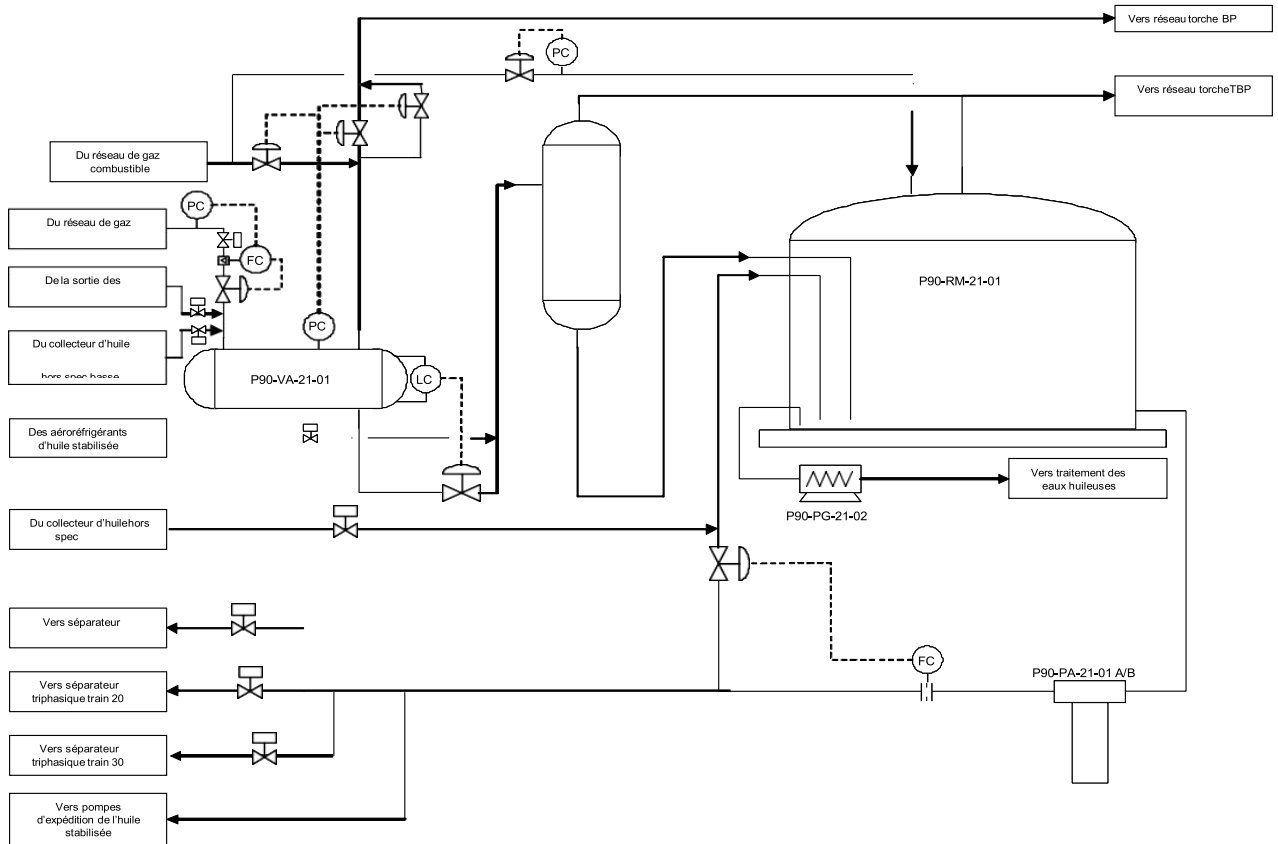 Vers réseau torche BP
PC
Vers réseau torcheTBP
Du réseau de gaz
combustible
PC
Du réseau de gaz
FC
De la sortie des
P90-RM-21-01
PC
Du collecteur d'huile
hors spec basse
P90-VA-21-01
LC
Des aéroréfrigérants
d'huile stabilisée
Vers traitement des
eaux huileuses
P90-PG-21-02
Du collecteur d'huilehors
spec
Vers séparateur
FC
P90-PA-21-01 A/B
Vers séparateur
triphasique train 20
Vers séparateur
triphasique train 30
Vers pompes
d'expédition de l'huile
stabilisée